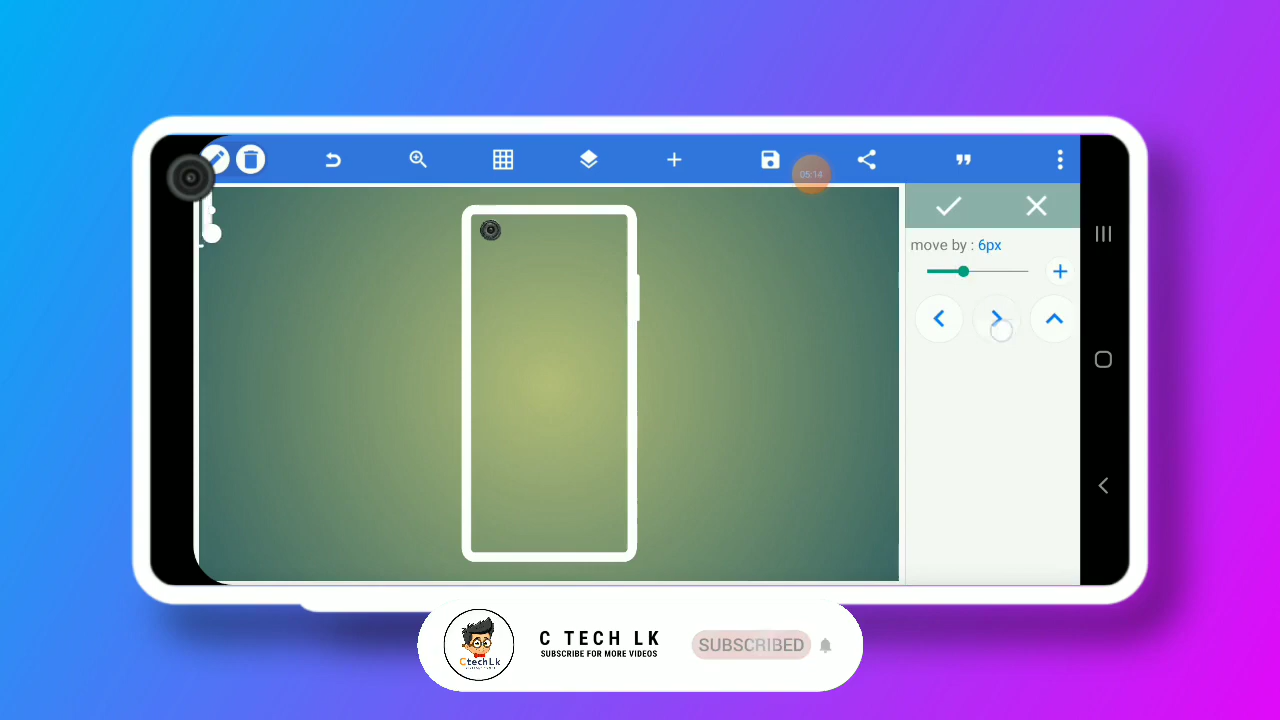 05:14
move by : 6px
C TECH LK
SUBSCRIBE FOR MORE VIDEOS
SUBSCRIBED
CtechLk